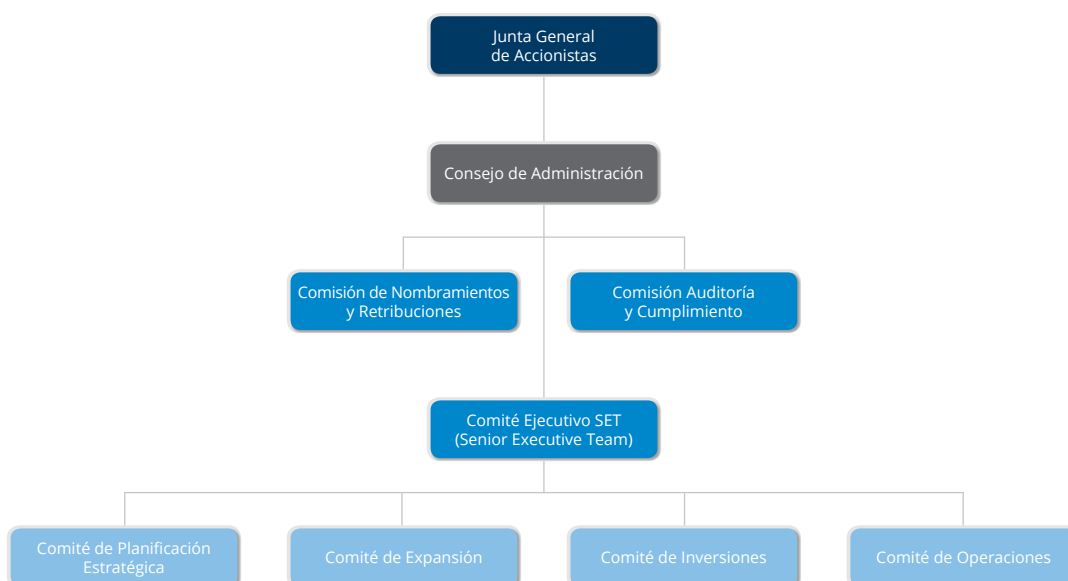 Junta General
de Accionistas
Consejo de Administración
Comisión de Nombramientos
y Retribuciones
Comisión Auditoría
y Cumplimiento
Comité Ejecutivo SET
(Senior Executive Team)
Comité de Planificación
Estratégica
Comité de Expansión
Comité de Inversiones
Comité de Operaciones